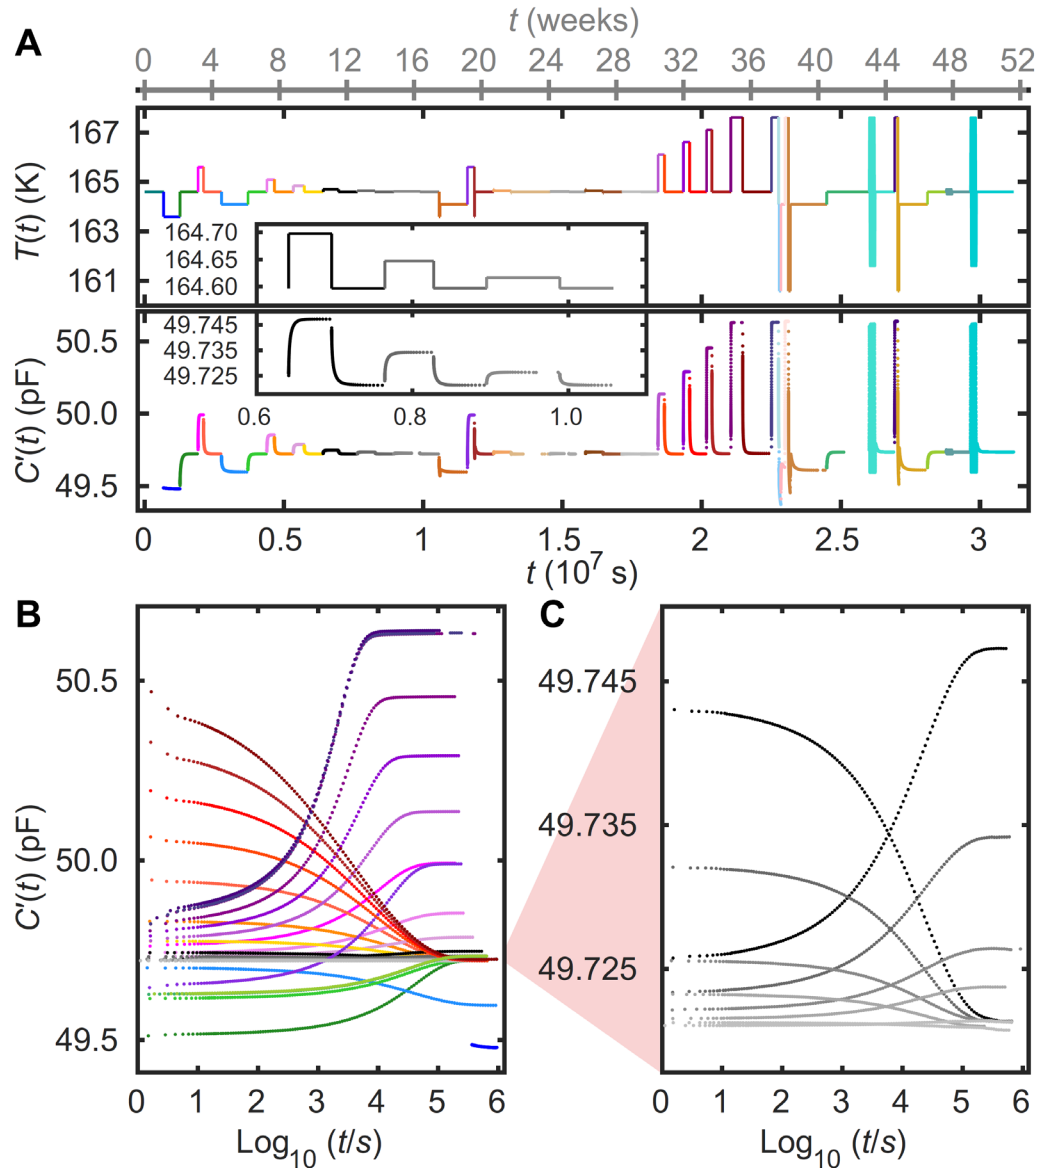 A
t (weeks)
0 4 8 12 16 20 24 28 32 36 40 44 48 52
T(t) (K)
167
165
163
161
164.70
164.65
164.60
C′(t) (pF)
50.5
50.0
49.5
49.745
49.735
49.725
0.6 0.8 1.0
0 0.5 1 1.5 2 2.5 3
t (10⁷ s)
B
C′(t) (pF)
50.5
50.0
49.5
0 1 2 3 4 5 6
Log₁₀ (t/s)
C
49.745
49.735
49.725
0 1 2 3 4 5 6
Log₁₀ (t/s)